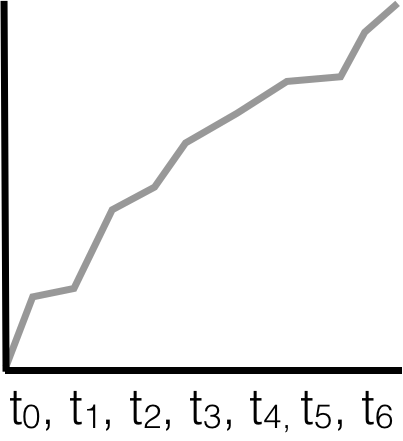 t₀, t₁, t₂, t₃, t₄, t₅, t₆